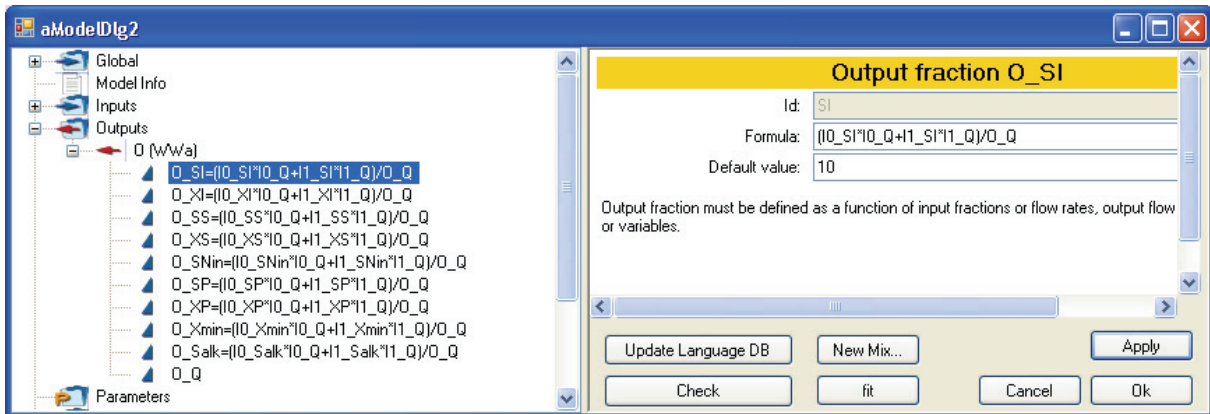 aModelDlg2
Global
Model Info
Inputs
Outputs
O (WWa)
O_SI=(I0_SI*I0_Q+I1_SI*I1_Q)/O_Q
O_XI=(I0_XI*I0_Q+I1_XI*I1_Q)/O_Q
O_SS=(I0_SS*I0_Q+I1_SS*I1_Q)/O_Q
O_XS=(I0_XS*I0_Q+I1_XS*I1_Q)/O_Q
O_SNin=(I0_SNin*I0_Q+I1_SNin*I1_Q)/O_Q
O_SP=(I0_SP*I0_Q+I1_SP*I1_Q)/O_Q
O_XP=(I0_XP*I0_Q+I1_XP*I1_Q)/O_Q
O_Xmin=(I0_Xmin*I0_Q+I1_Xmin*I1_Q)/O_Q
O_Salk=(I0_Salk*I0_Q+I1_Salk*I1_Q)/O_Q
O_Q
Parameters
Output fraction O_SI
Id: SI
Formula: (I0_SI*I0_Q+I1_SI*I1_Q)/O_Q
Default value: 10
Output fraction must be defined as a function of input fractions or flow rates, output flow
or variables.
Update Language DB New Mix... Apply
Check fit Cancel Ok